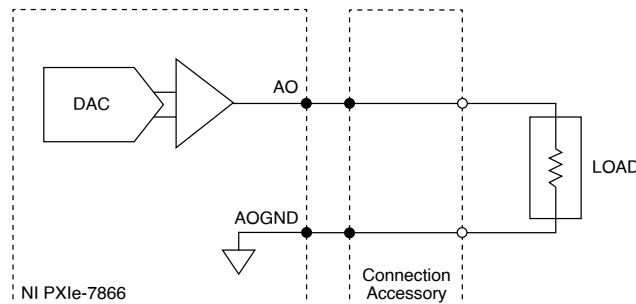 DAC
AO
LOAD
AOGND
NI PXIe-7866
Connection
Accessory